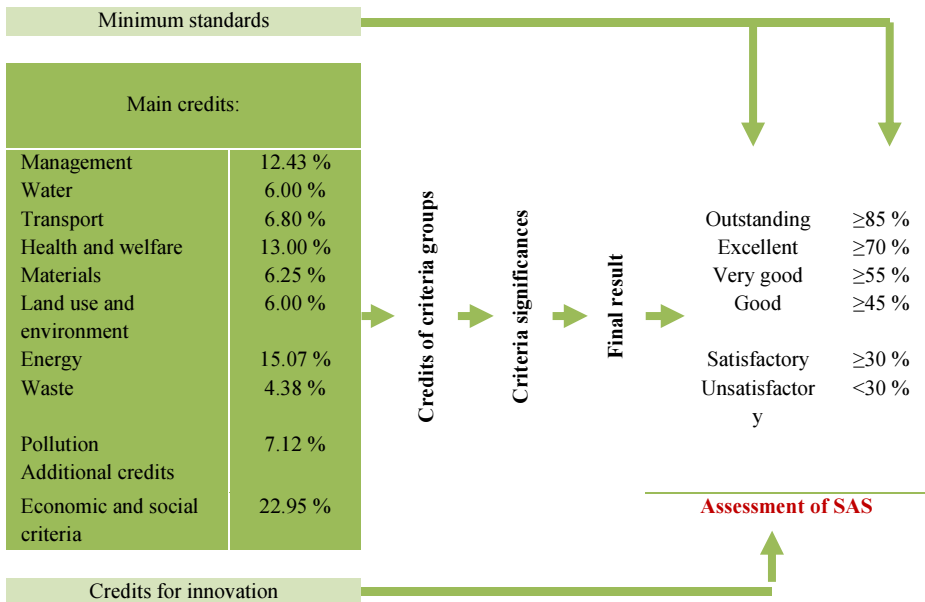 Minimum standards
Main credits:
Management 12.43 %
Water 6.00 %
Transport 6.80 %
Health and welfare 13.00 %
Materials 6.25 %
Land use and 6.00 %
environment
Energy 15.07 %
Waste 4.38 %
Pollution 7.12 %
Additional credits
Economic and social 22.95 %
criteria
Credits of criteria groups
Criteria significances
Final result
Outstanding ≥85 %
Excellent ≥70 %
Very good ≥55 %
Good ≥45 %
Satisfactory ≥30 %
Unsatisfactor <30 %
y
Assessment of SAS
Credits for innovation